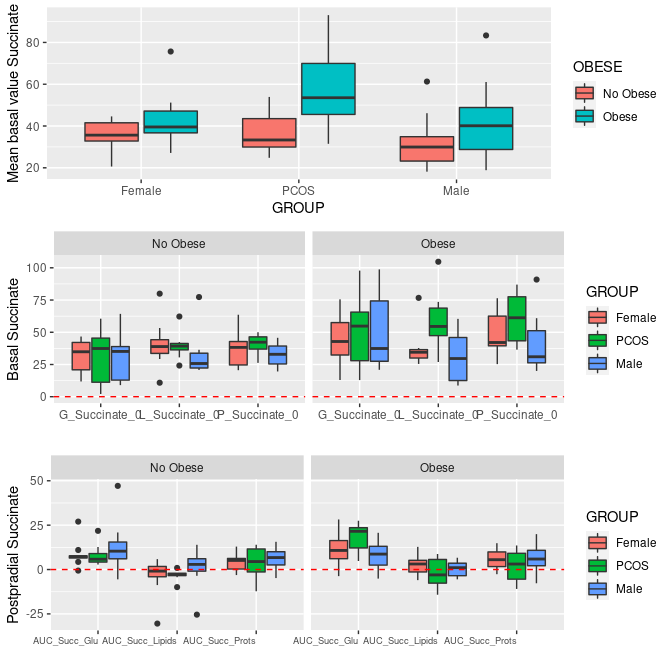 Mean basal value Succinate
80
60
40
20
Female PCOS Male
GROUP
OBESE
No Obese
Obese
No Obese Obese
Basal Succinate
100
75
50
25
0
G_Succinate_0 L_Succinate_0 P_Succinate_0 G_Succinate_0 L_Succinate_0 P_Succinate_0
GROUP
Female
PCOS
Male
No Obese Obese
Postpradial Succinate
50
25
0
-25
AUC_Succ_Glu AUC_Succ_Lipids AUC_Succ_Prots AUC_Succ_Glu AUC_Succ_Lipids AUC_Succ_Prots
GROUP
Female
PCOS
Male